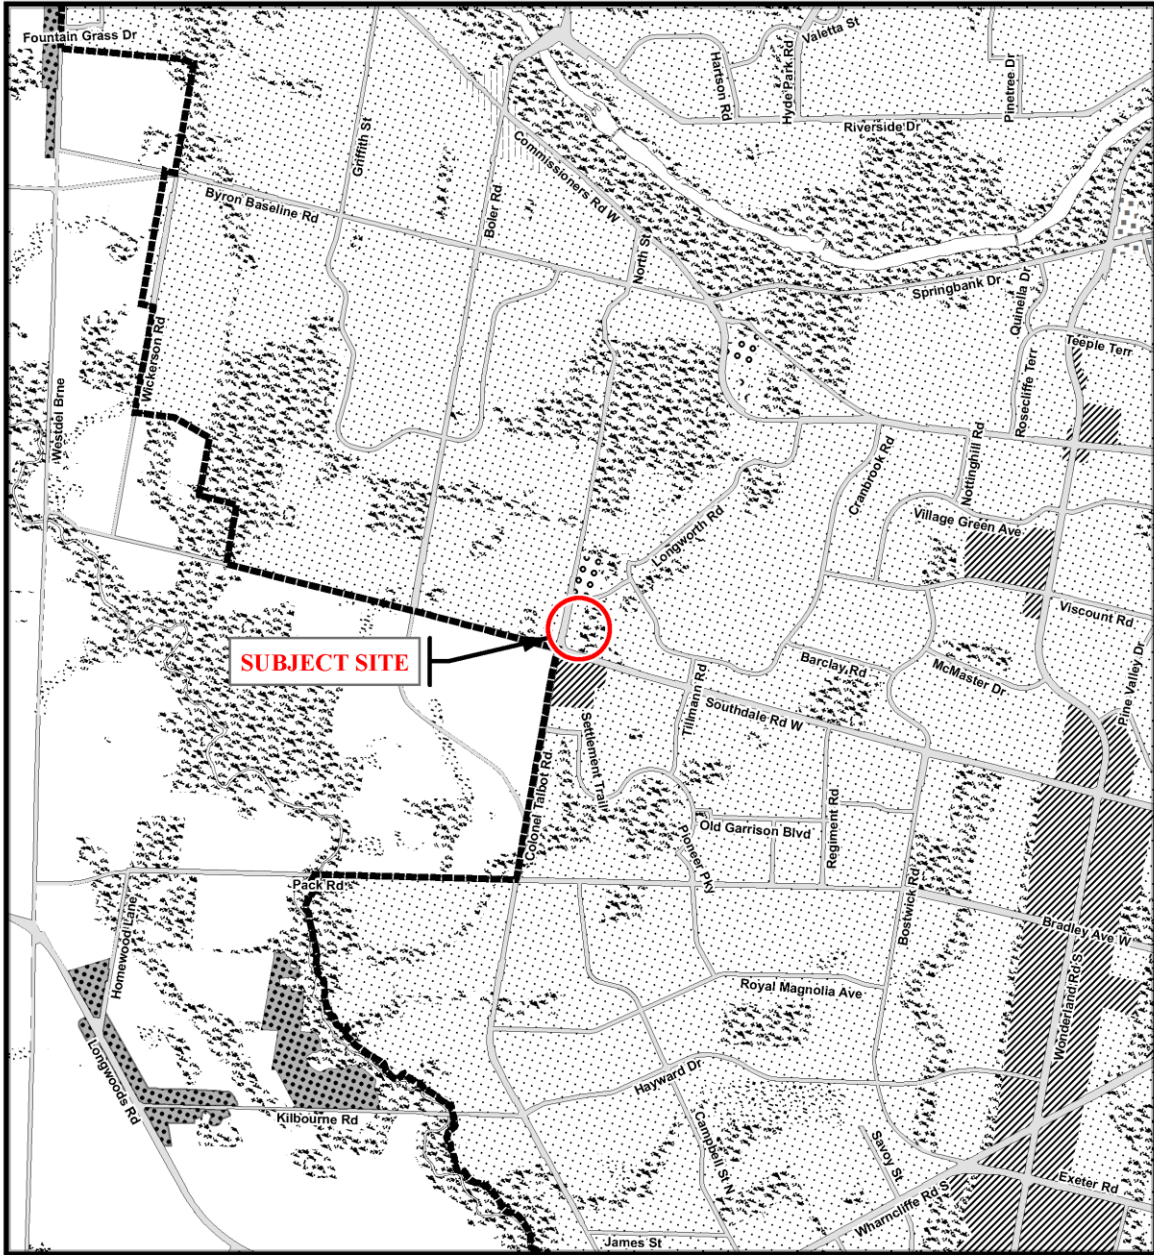 Fountain Grass Dr
Valetta St
Hartson Rd
Hyde Park Rd
Pinetree Dr
Riverside Dr
Griffith St
Commissioners Rd W
Byron Baseline Rd
Boler Rd
North St
Springbank Dr
Quinella Dr
Teeple Terr
Wickerson Rd
Westdel Brne
Rosecliffe Terr
Nottinghill Rd
Cranbrook Rd
Village Green Ave
Longworth Rd
Viscount Rd
SUBJECT SITE
Barclay Rd
McMaster Dr
Pine Valley Dr
Tillmann Rd
Southdale Rd W
Settlement Trail
Colonel Talbot Rd
Old Garrison Blvd
Regiment Rd
Pioneer Pky
Pack Rd
Bostwick Rd
Bradley Ave W
Homewood Lane
Royal Magnolia Ave
Wonderland Rd S
Longwoods Rd
Hayward Dr
Kilbourne Rd
Campbell St N
Savoy St
Exeter Rd
Wharncliffe Rd S
James St